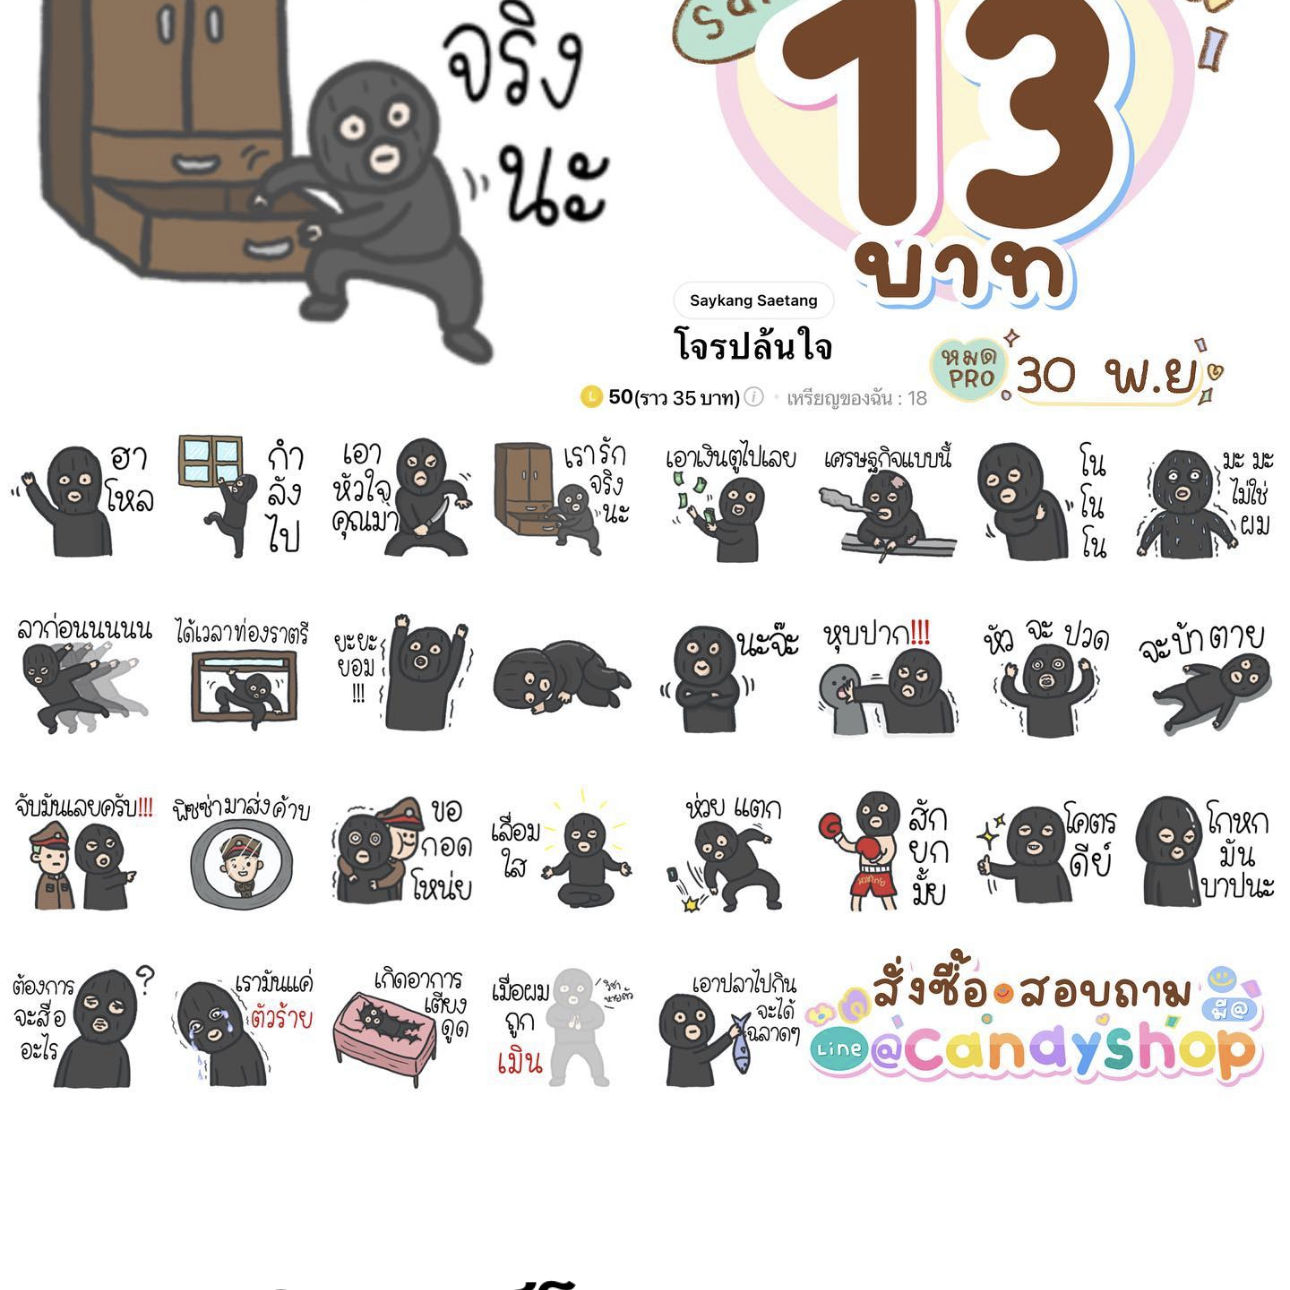 จริง
นะ
13
บาท
Saykang Saetang
โจรปล้นใจ
หมด
PRO
30 พ.ย
50(ราว 35 บาท) • เหรียญของฉัน : 18
ฮา
โหล
กำ
ลัง
ไป
เอา
หัวใจ
คุณมา
เรารัก
จริง
นะ
เอาเงินตูไปเลย
เศรษฐกิจแบบนี้
โน
โน
โน
มะ มะ
ไม่ใช่
ผม
ลาก่อนนนนน
ได้เวลาท่องราตรี
ยะยะ
ยอม
!!!
นะจ๊ะ
หุบปาก!!!
หัว จะ ปวด
จะบ้าตาย
จับมันเลยครับ!!!
พิซซ่ามาส่งค้าบ
ขอ
กอด
โหน่ย
เลื่อม
ใส
ห่วย แตก
สัก
ยก
มั้ย
โคตร
ดีย์
โกหก
มัน
บาปนะ
ต้องการ
จะสื่อ
อะไร
?
เรามันแค่
ตัวร้าย
เกิดอาการ
เตียง
ดูด
เมื่อผม
ถูก
เมิน
เอาปลาไปกิน
จะได้
ฉลาดๆ
สั่งซื้อ สอบถาม
มี@
Line @candyshop